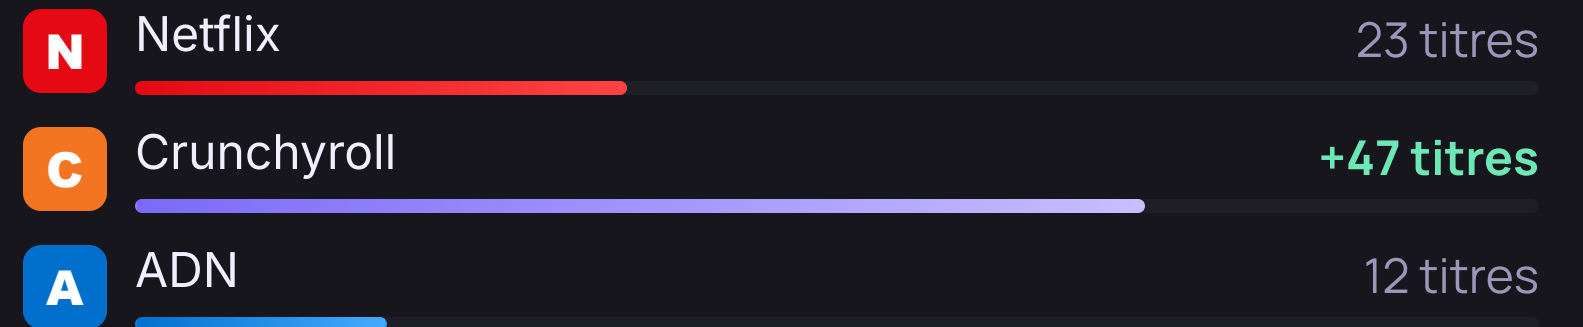 N Netflix 23 titres
C Crunchyroll +47 titres
A ADN 12 titres